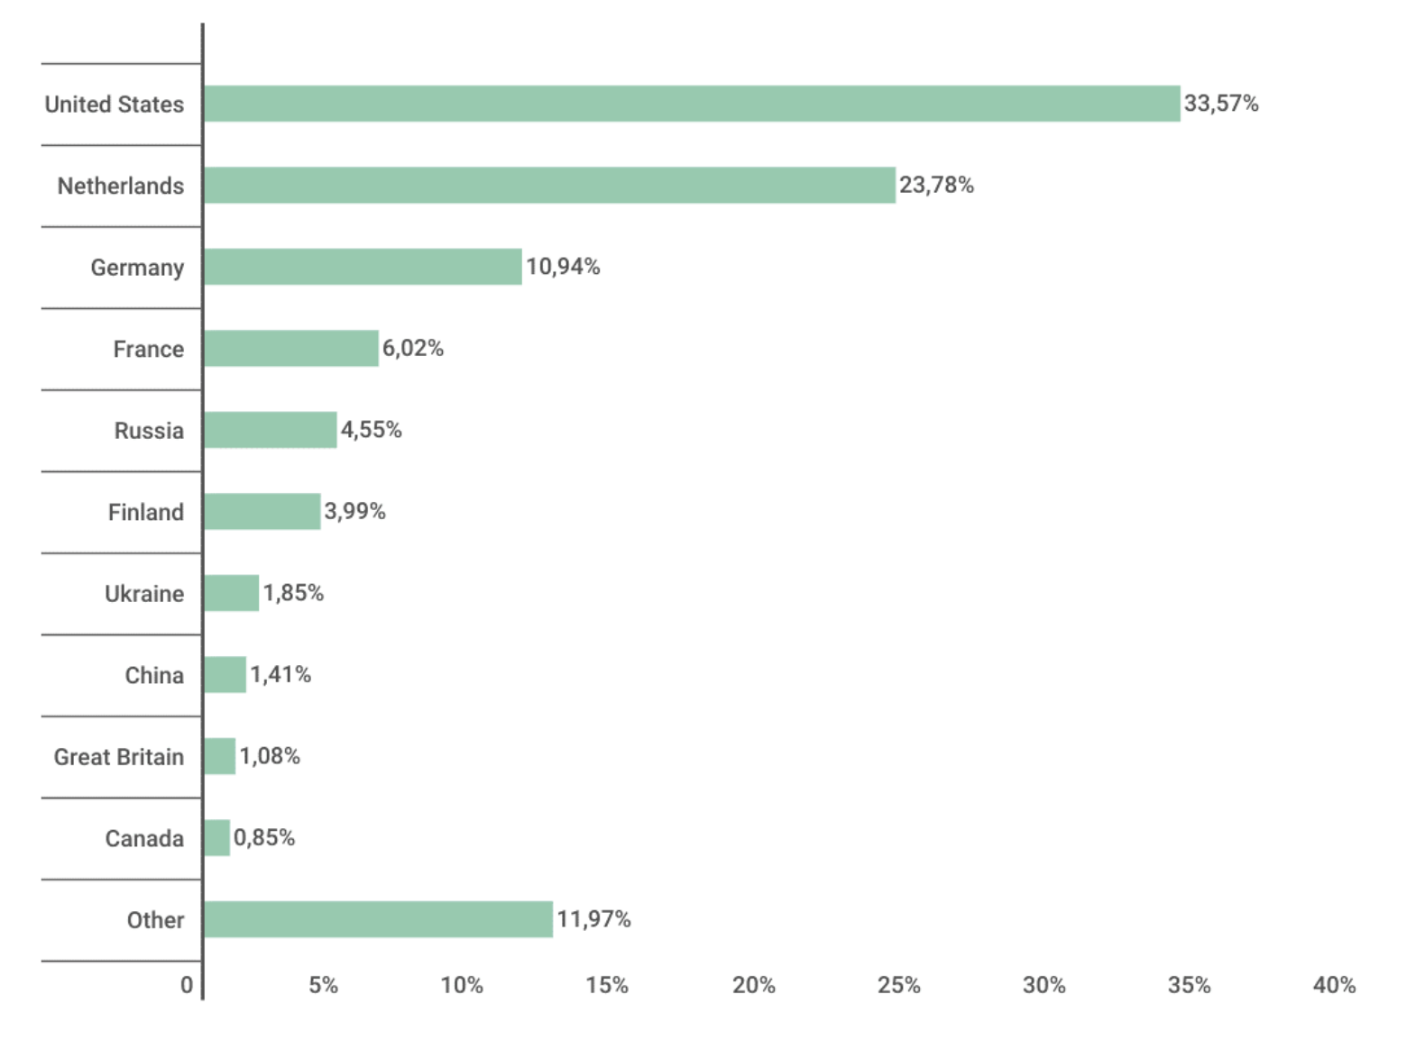 United States 33,57%
Netherlands 23,78%
Germany 10,94%
France 6,02%
Russia 4,55%
Finland 3,99%
Ukraine 1,85%
China 1,41%
Great Britain 1,08%
Canada 0,85%
Other 11,97%
0 5% 10% 15% 20% 25% 30% 35% 40%